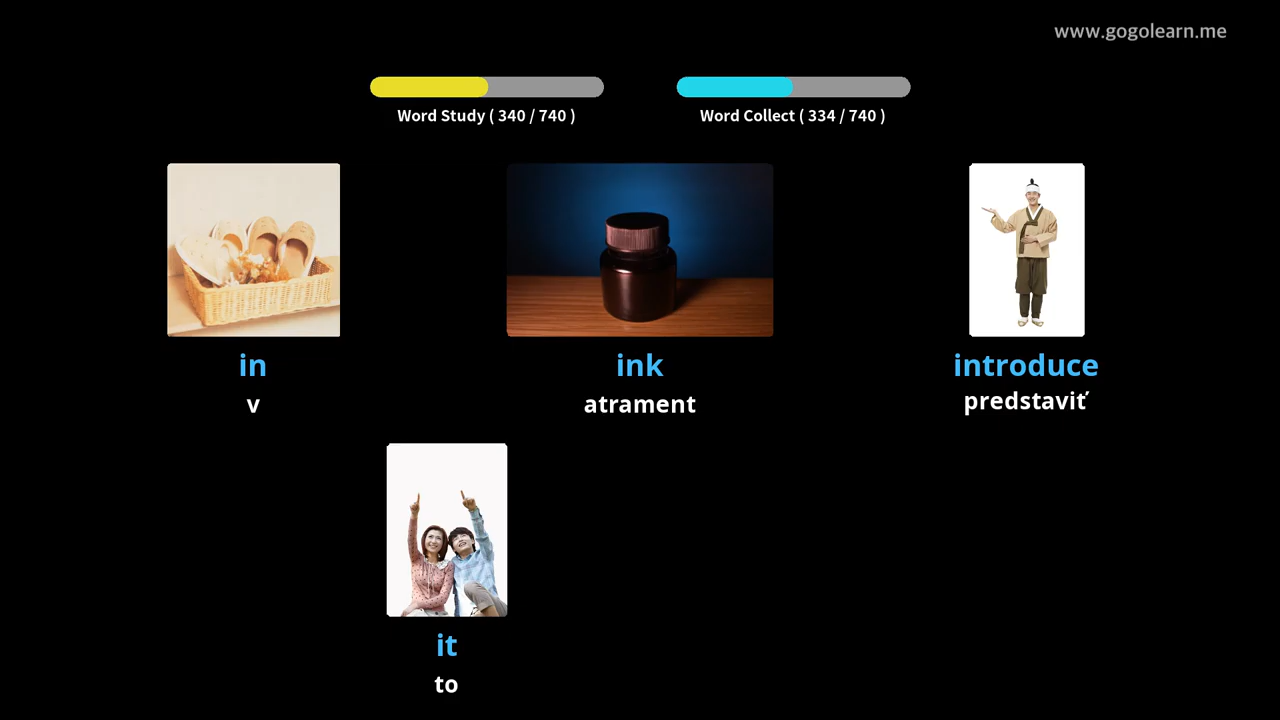 www.gogolearn.me
Word Study ( 340 / 740 )
Word Collect ( 334 / 740 )
in
v
ink
atrament
introduce
predstaviť
it
to